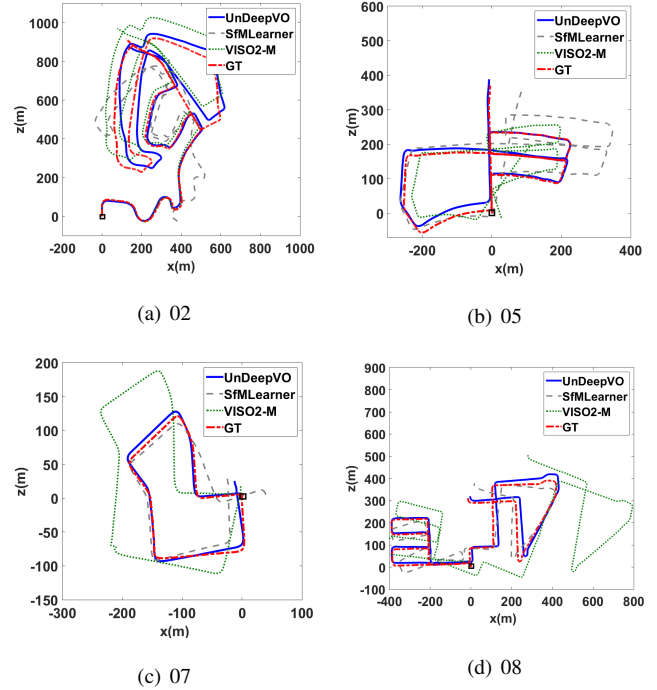 1000
800
600
400
200
0
z(m)
-200 0 200 400 600 800 1000
x(m)
UnDeepVO
SfMLearner
VISO2-M
GT
(a) 02
600
500
400
300
200
100
0
z(m)
-200 0 200 400
x(m)
UnDeepVO
SfMLearner
VISO2-M
GT
(b) 05
200
150
100
50
0
-50
-100
-150
z(m)
-300 -200 -100 0 100
x(m)
UnDeepVO
SfMLearner
VISO2-M
GT
(c) 07
900
800
700
600
500
400
300
200
100
0
-100
z(m)
-400 -200 0 200 400 600 800
x(m)
UnDeepVO
SfMLearner
VISO2-M
GT
(d) 08